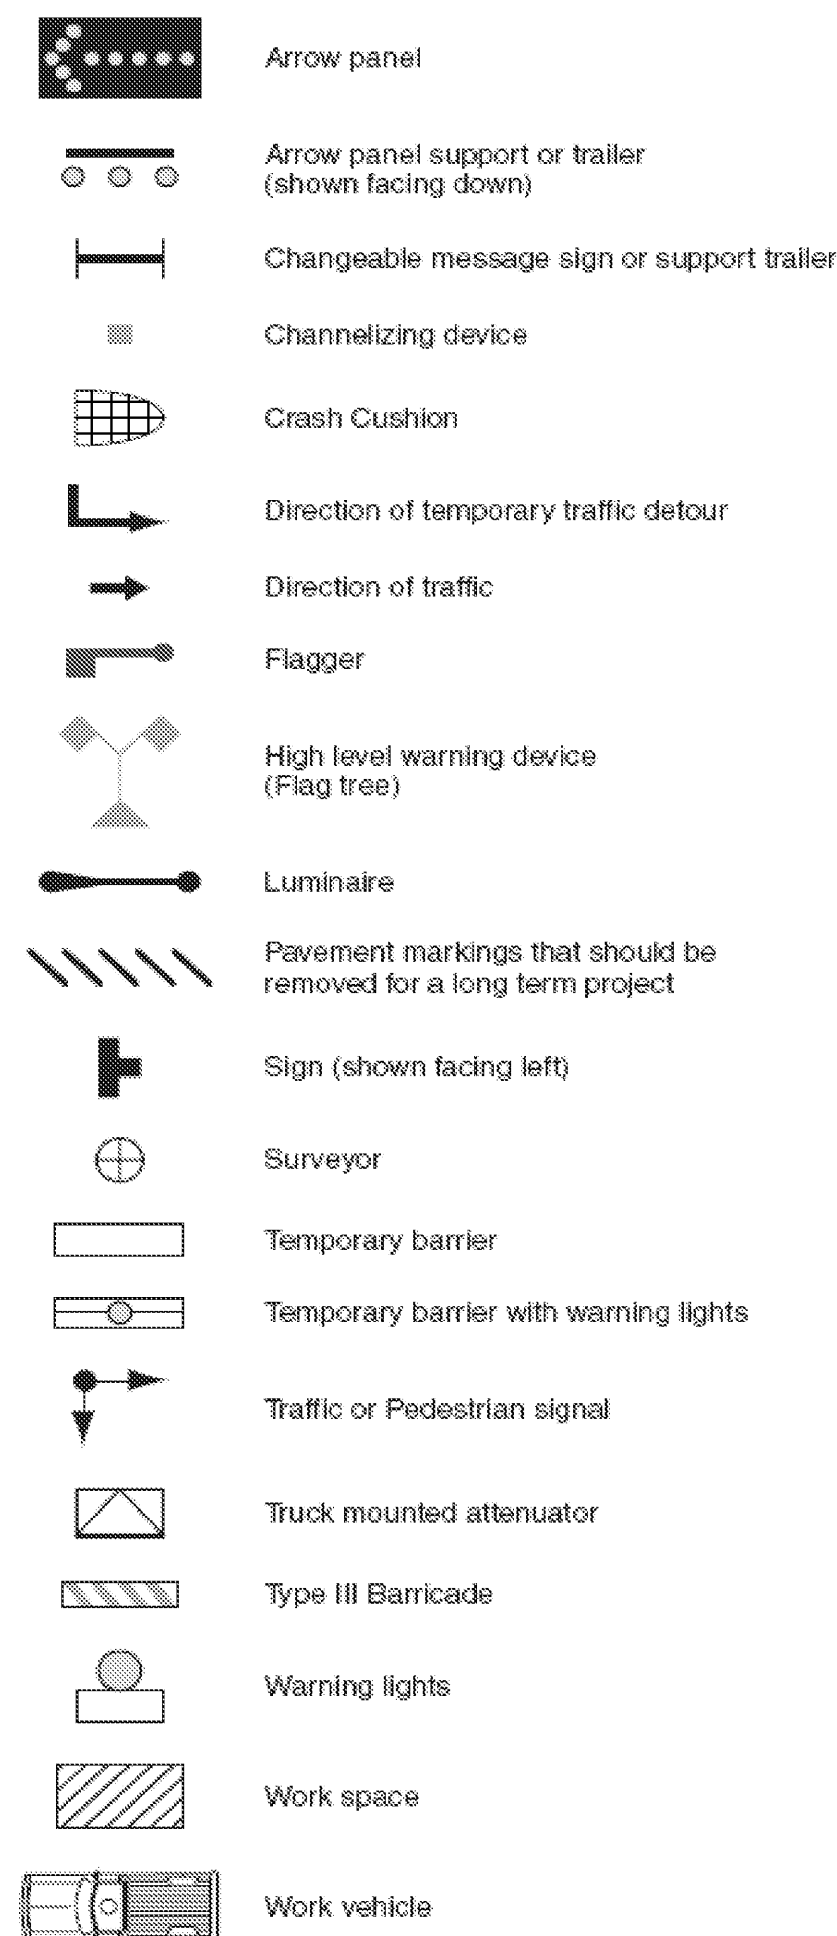 Arrow panel
Arrow panel support or trailer
(shown facing down)
Changeable message sign or support trailer
Channelizing device
Crash Cushion
Direction of temporary traffic detour
Direction of traffic
Flagger
High level warning device
(Flag tree)
Luminaire
Pavement markings that should be
removed for a long term project
Sign (shown facing left)
Surveyor
Temporary barrier
Temporary barrier with warning lights
Traffic or Pedestrian signal
Truck mounted attenuator
Type III Barricade
Warning lights
Work space
Work vehicle